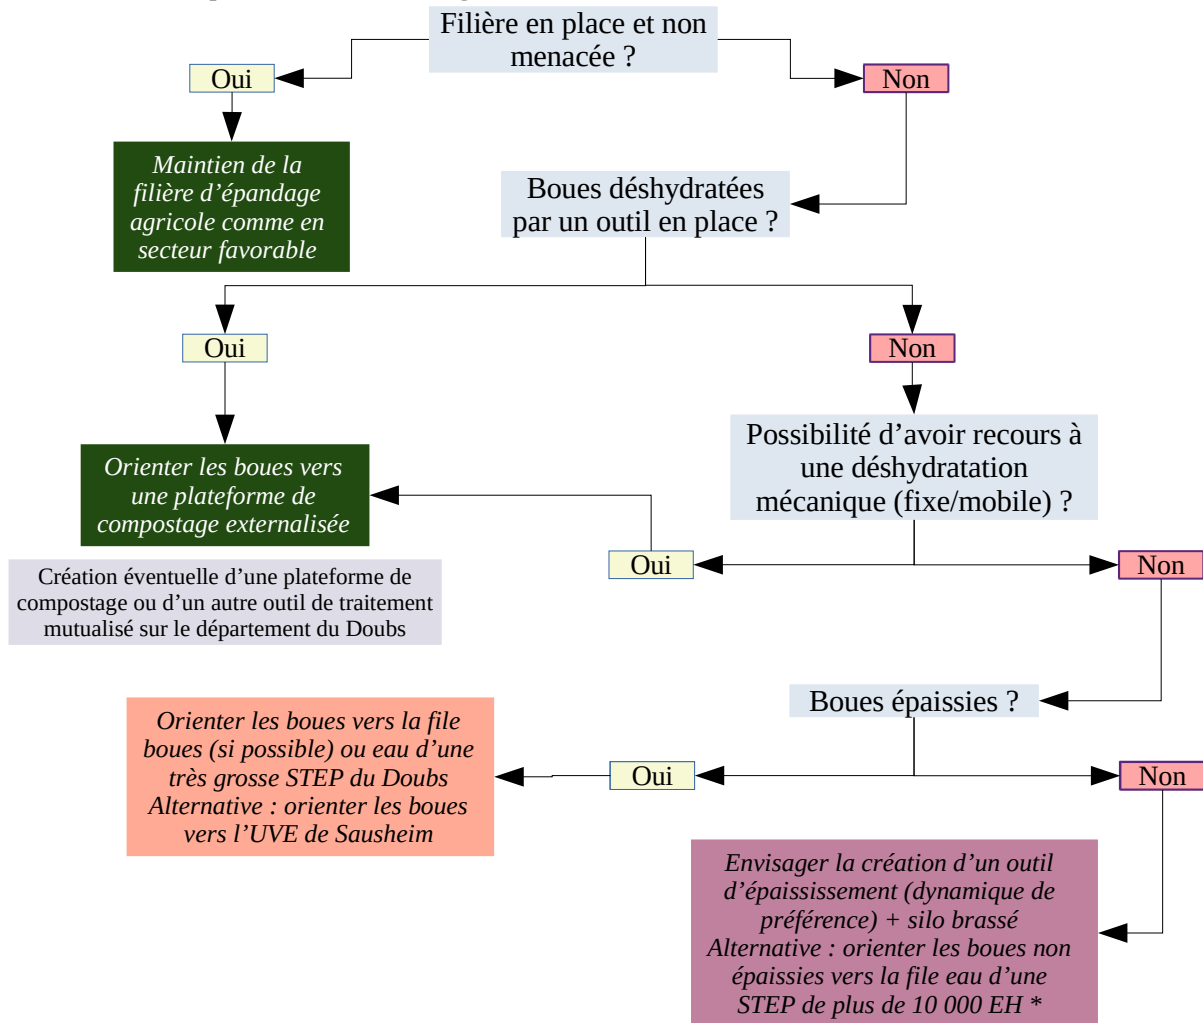 Filière en place et non
menacée ?
Oui
Non
Maintien de la
filière d’épandage
agricole comme en
secteur favorable
Boues déshydratées
par un outil en place ?
Oui
Non
Orienter les boues vers
une plateforme de
compostage externalisée
Possibilité d’avoir recours à
une déshydratation
mécanique (fixe/mobile) ?
Création éventuelle d’une plateforme de
compostage ou d’un autre outil de traitement
mutualisé sur le département du Doubs
Oui
Non
Boues épaissies ?
Orienter les boues vers la file
boues (si possible) ou eau d’une
très grosse STEP du Doubs
Alternative : orienter les boues
vers l’UVE de Sausheim
Oui
Non
Envisager la création d’un outil
d’épaississement (dynamique de
préférence) + silo brassé
Alternative : orienter les boues non
épaissies vers la file eau d’une
STEP de plus de 10 000 EH *